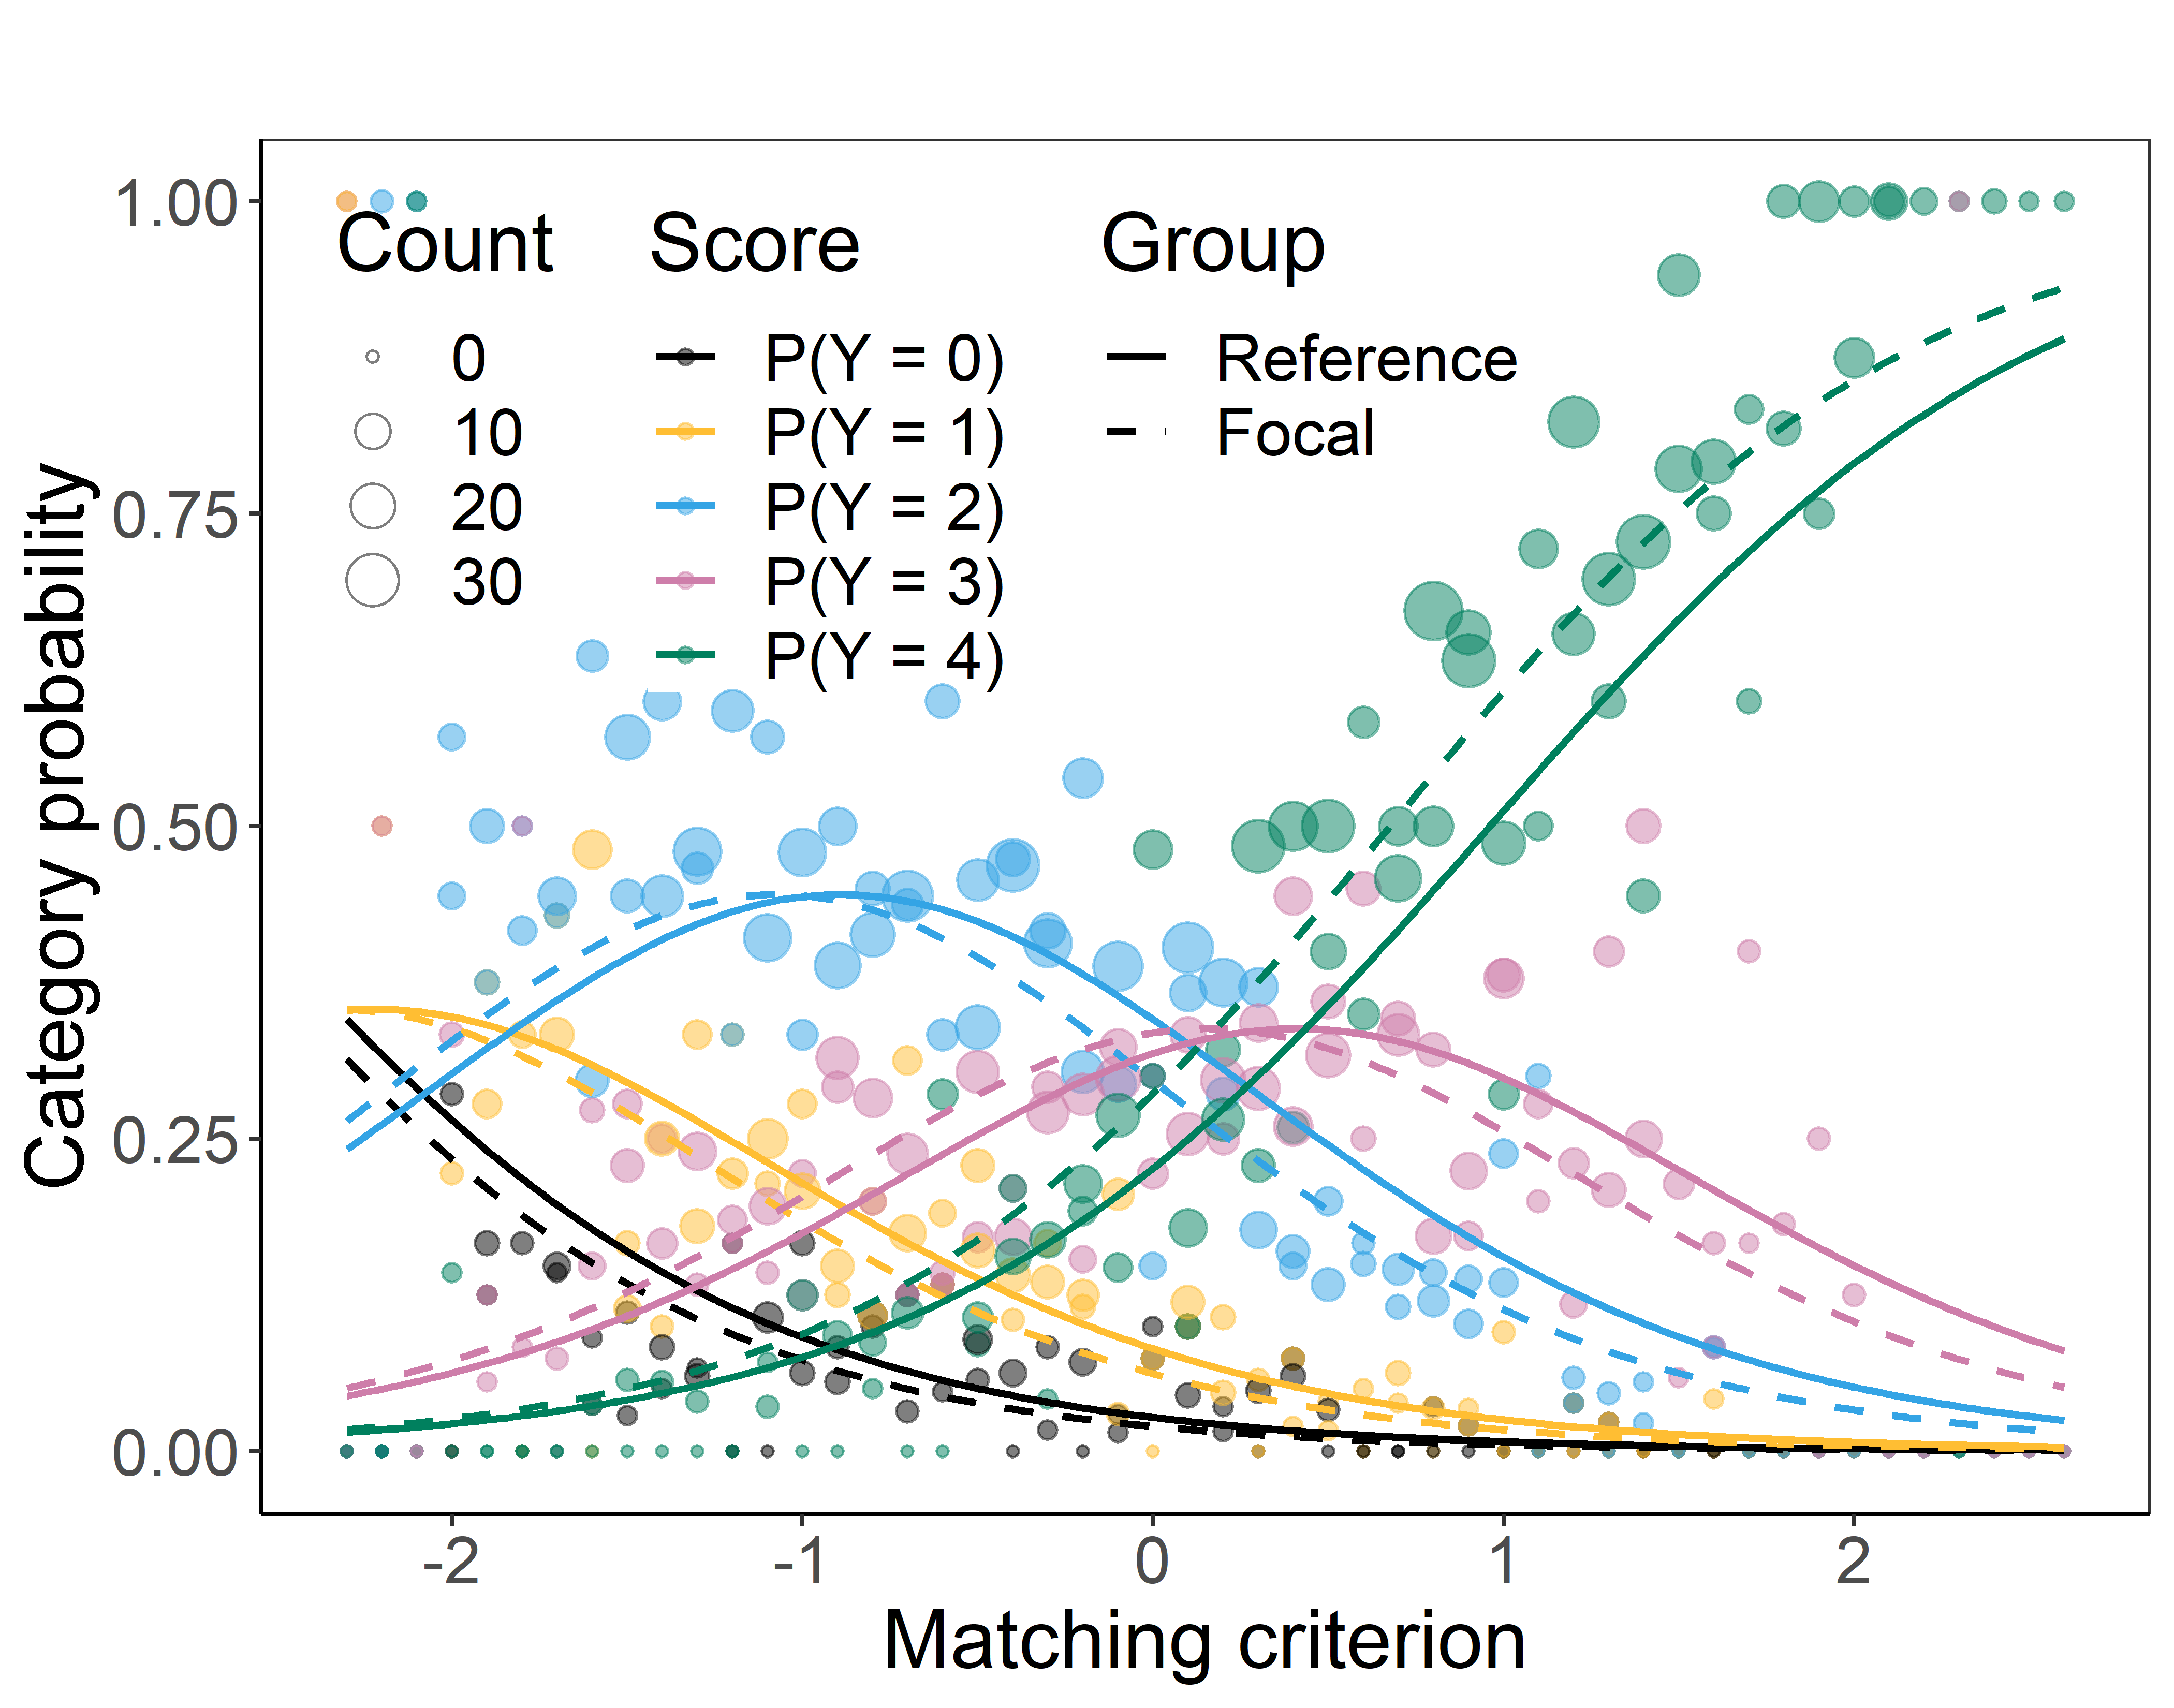 Count Score Group
0 P(Y = 0) Reference
10 P(Y = 1) Focal
20 P(Y = 2)
30 P(Y = 3)
P(Y = 4)
Category probability
1.00
0.75
0.50
0.25
0.00
-2 -1 0 1 2
Matching criterion